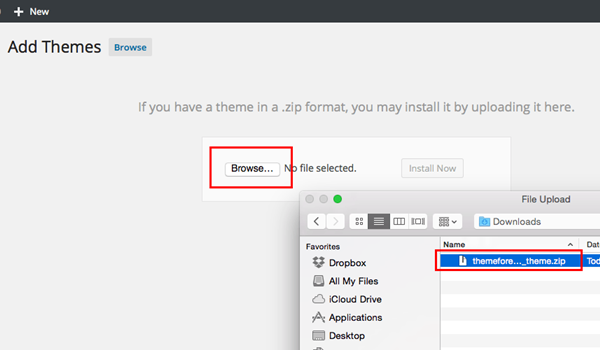 + New
Add Themes Browse
If you have a theme in a .zip format, you may install it by uploading it here.
Browse... No file selected. Install Now
File Upload
Downloads
Favorites
Name
Da
Dropbox
themefore..._theme.zip
Tod
All My Files
iCloud Drive
Applications
Desktop